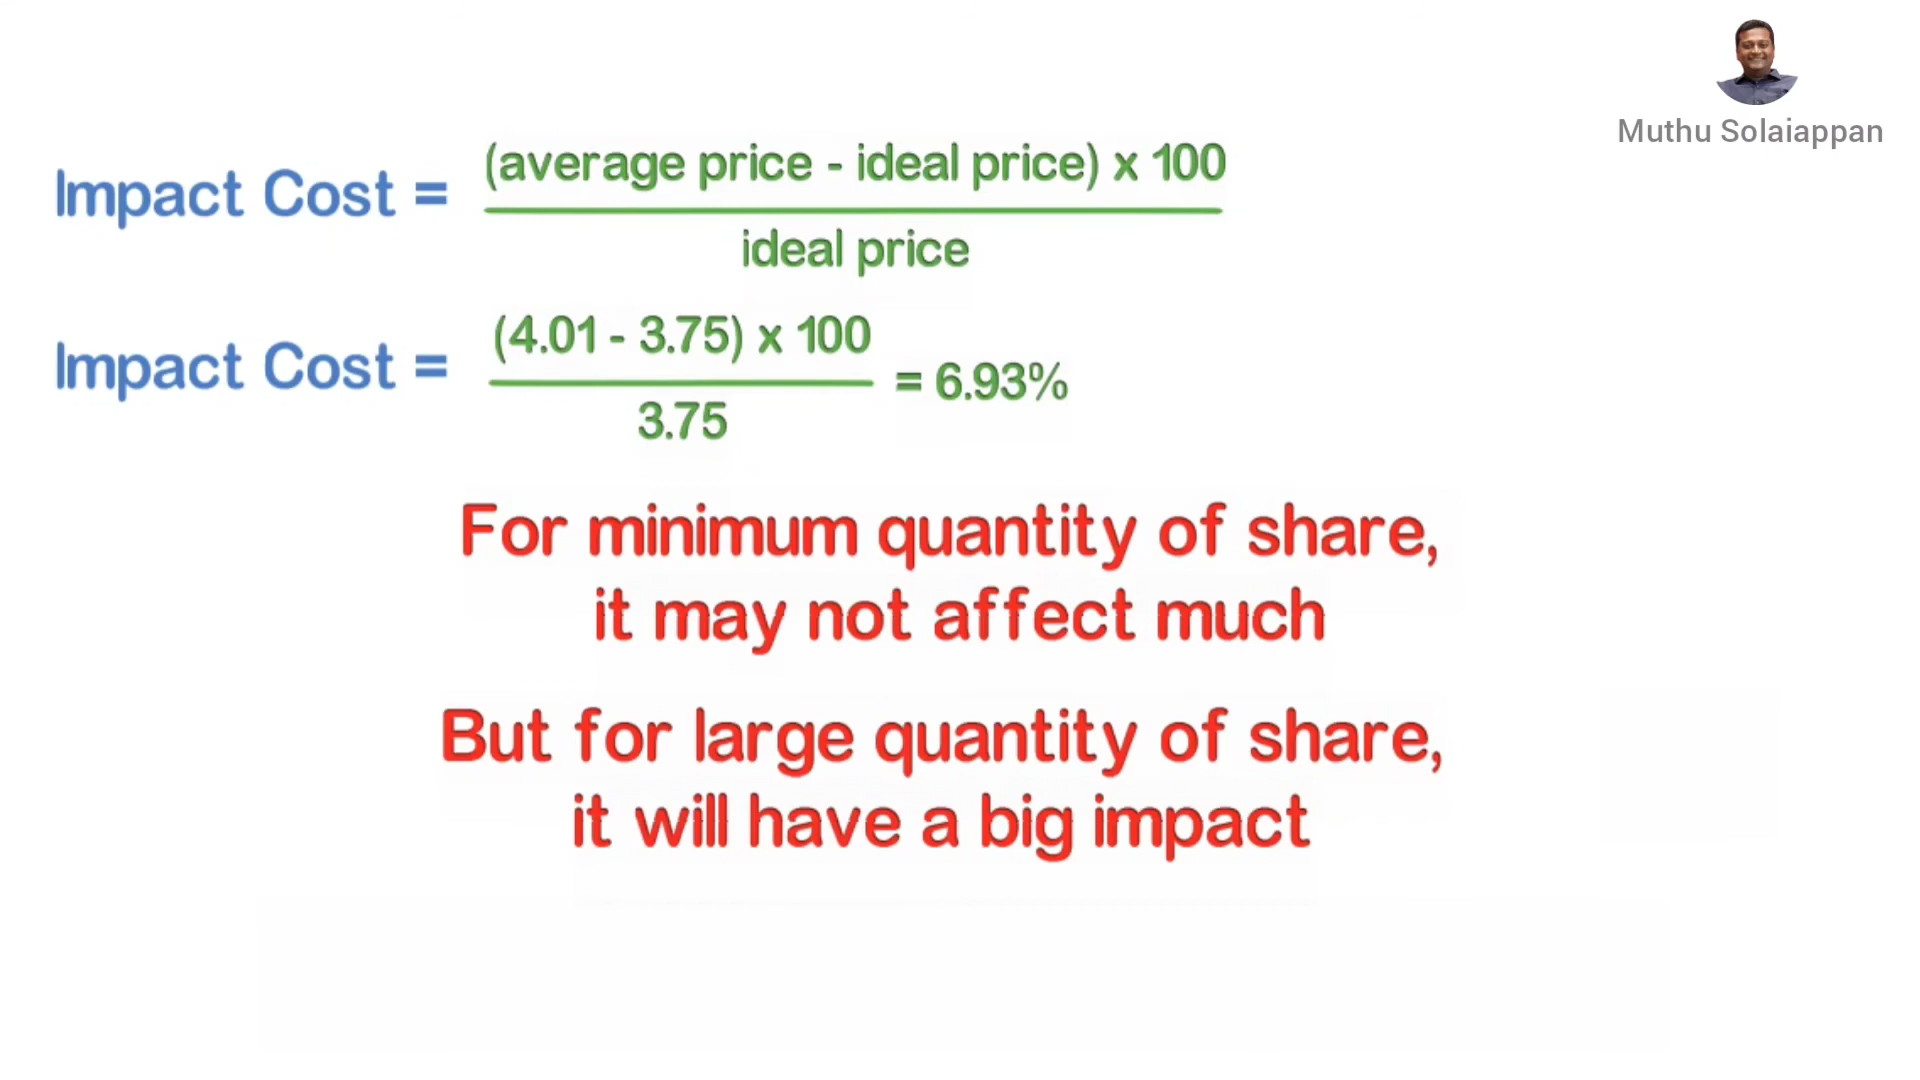 Muthu Solaiappan
Impact Cost = (average price - ideal price) x 100
ideal price
Impact Cost = (4.01 - 3.75) x 100
3.75
= 6.93%
For minimum quantity of share,
it may not affect much
But for large quantity of share,
it will have a big impact